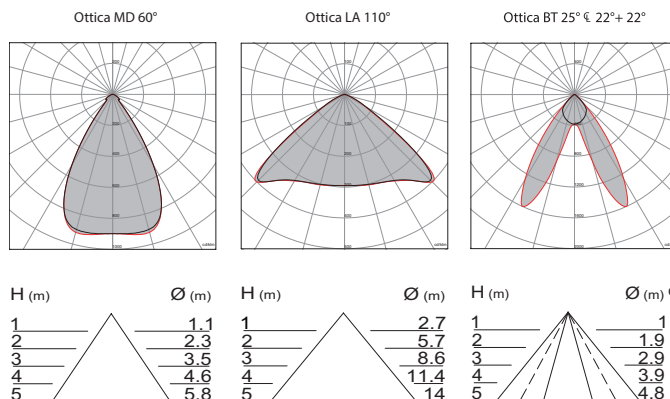 Ottica MD 60°
Ottica LA 110°
Ottica BT 25° ℄ 22°+ 22°
H (m) Ø (m)
1 1.1
2 2.3
3 3.5
4 4.6
5 5.8
H (m) Ø (m)
1 2.7
2 5.7
3 8.6
4 11.4
5 14
H (m) Ø (m)
1 1
2 1.9
3 2.9
4 3.9
5 4.8